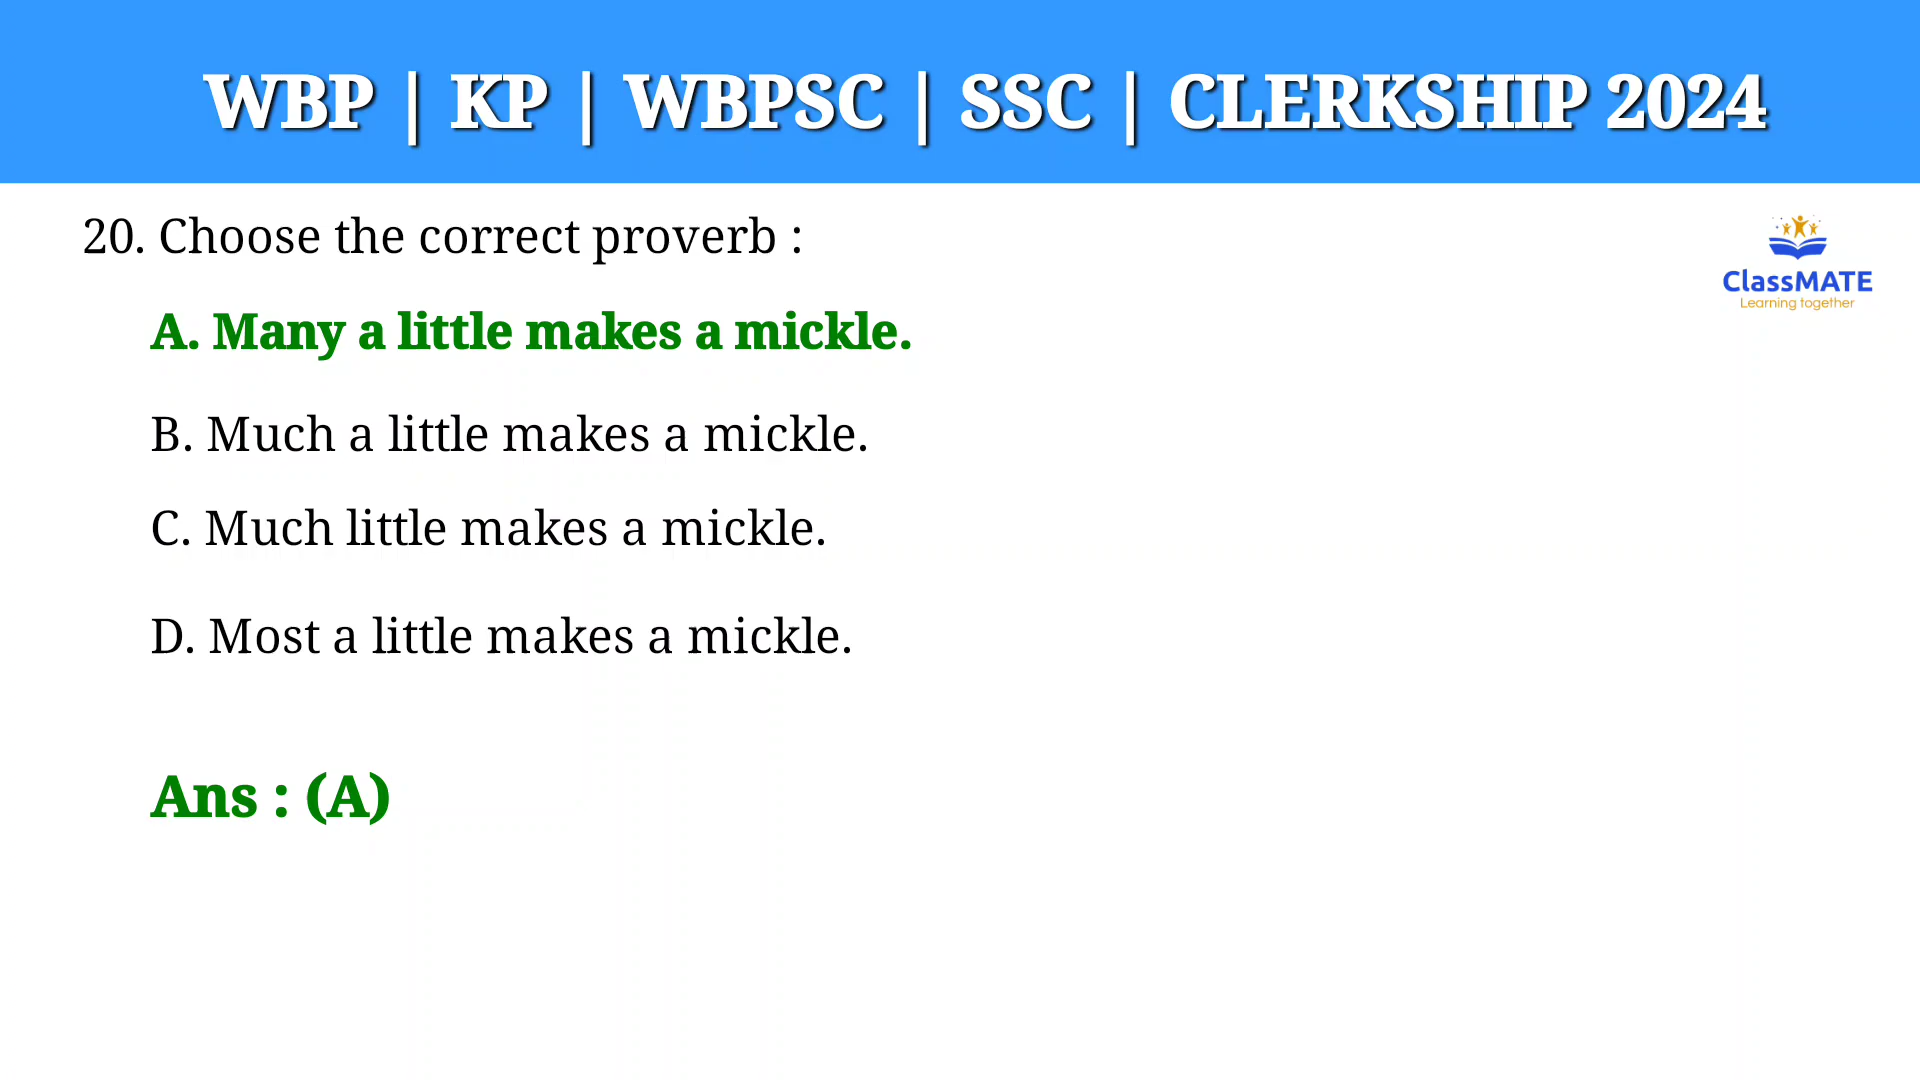 WBP | KP | WBPSC | SSC | CLERKSHIP 2024
20. Choose the correct proverb :
ClassMATE
Learning together
A. Many a little makes a mickle.
B. Much a little makes a mickle.
C. Much little makes a mickle.
D. Most a little makes a mickle.
Ans : (A)